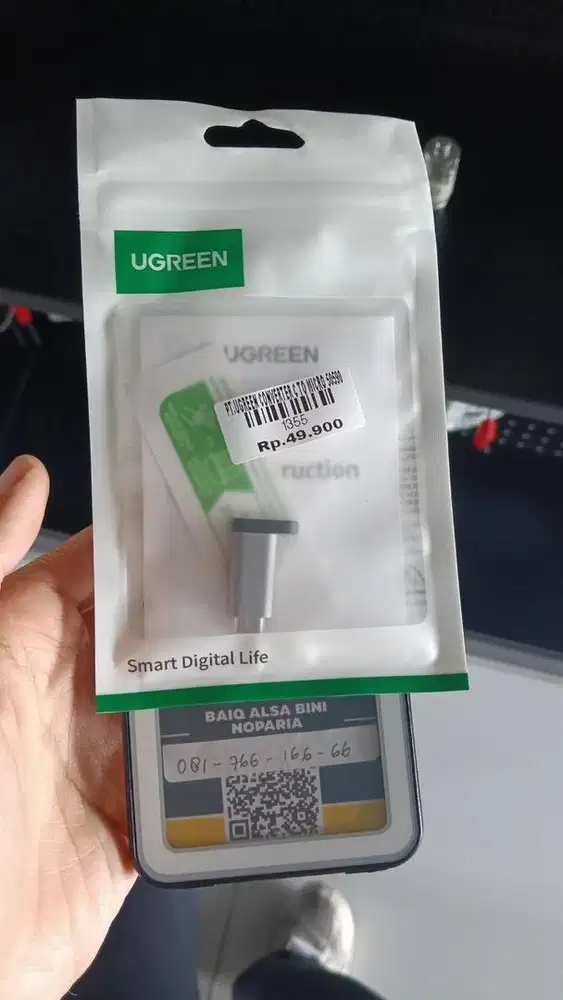 UGREEN
UGREEN
PT.UGREEN CONVERTER C TO MICRO 50590
1355
Rp.49.900
ruction
Smart Digital Life
BAIQ ALSA BINI
NOPARIA
081-766-166-66